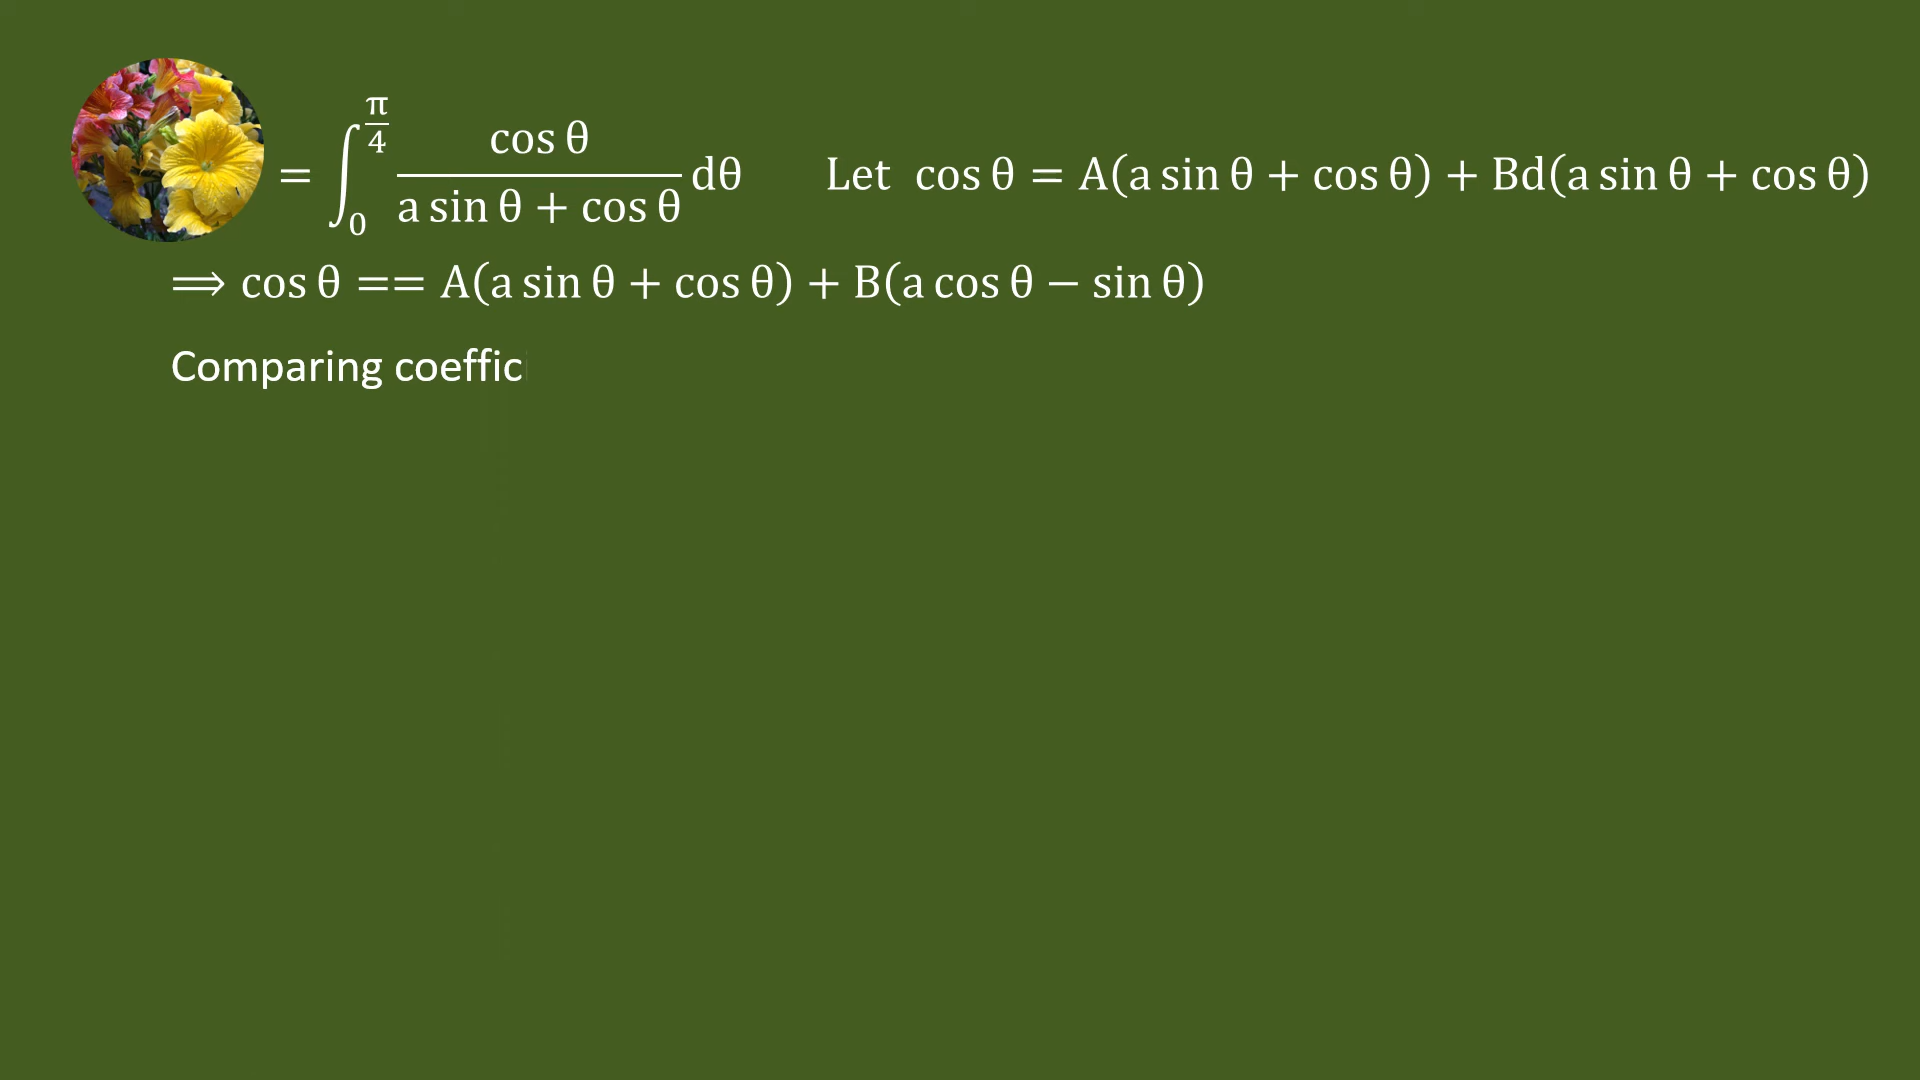 = ∫₀^(π/4) cos θ / (a sin θ + cos θ) dθ Let cos θ = A(a sin θ + cos θ) + Bd(a sin θ + cos θ)
⟹ cos θ == A(a sin θ + cos θ) + B(a cos θ − sin θ)
Comparing coeffic